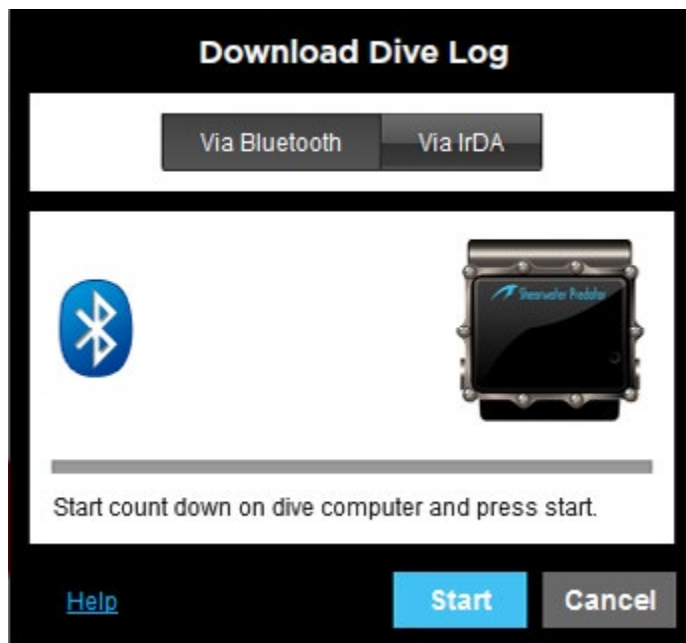 Download Dive Log
Via Bluetooth Via IrDA
Shearwater Predator
Start count down on dive computer and press start.
Help Start Cancel